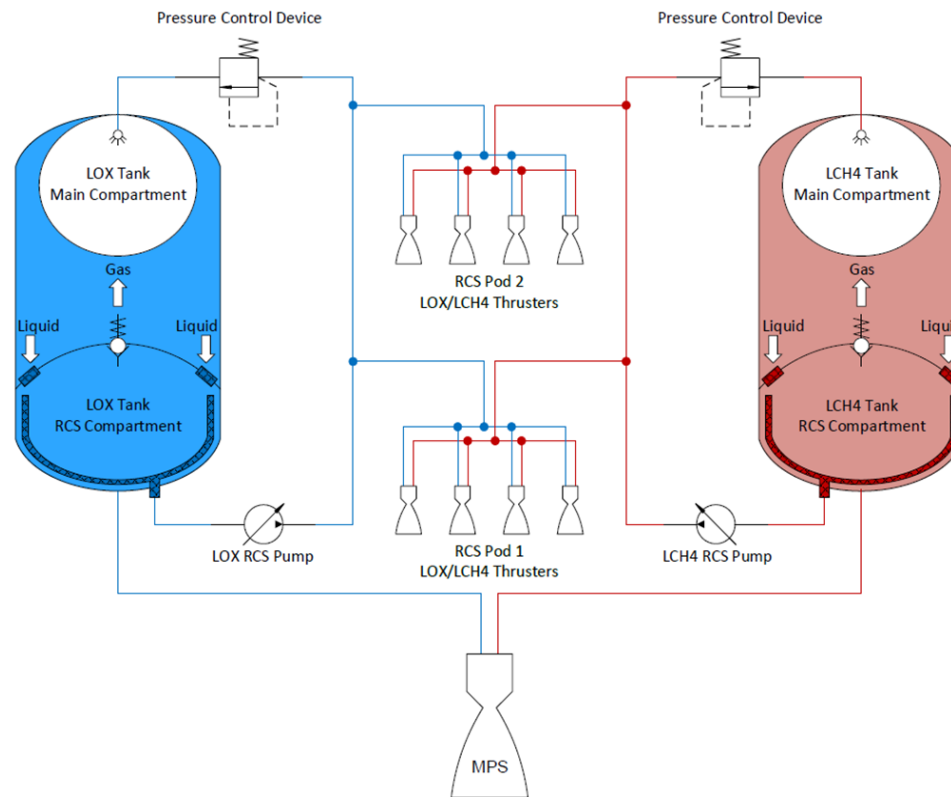 Pressure Control Device
Pressure Control Device
LOX Tank
Main Compartment
LCH4 Tank
Main Compartment
RCS Pod 2
LOX/LCH4 Thrusters
Gas
Gas
Liquid
Liquid
Liquid
Liquid
LOX Tank
RCS Compartment
LCH4 Tank
RCS Compartment
LOX RCS Pump
RCS Pod 1
LOX/LCH4 Thrusters
LCH4 RCS Pump
MPS